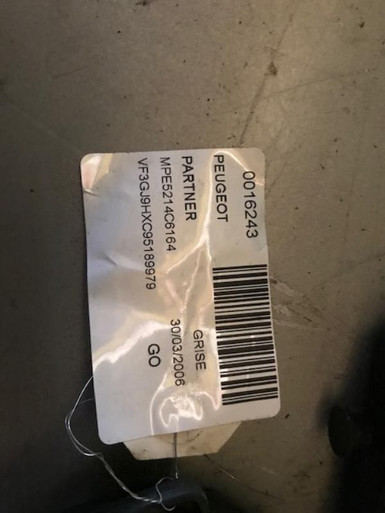 0016243
PEUGEOT
GRISE
PARTNER
30/03/2006
MPE5214C6164
GO
VF3GJ9HXC95189979